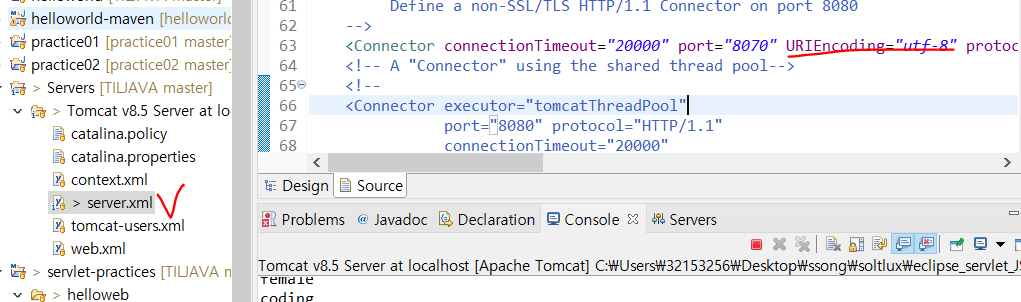 helloworld
helloworld-maven [helloworld
practice01 [practice01 master]
practice02 [practice02 master]
> Servers [TILJAVA master]
> Tomcat v8.5 Server at loc
catalina.policy
catalina.properties
context.xml
> server.xml
tomcat-users.xml
web.xml
> servlet-practices [TILJAVA m
> helloweb
61 Define a non-SSL/TLS HTTP/1.1 Connector on port 8080
62 -->
63 <Connector connectionTimeout="20000" port="8070" URIEncoding="utf-8" protoc
64 <!-- A "Connector" using the shared thread pool-->
65 <!--
66 <Connector executor="tomcatThreadPool"
67 port="8080" protocol="HTTP/1.1"
68 connectionTimeout="20000"
Design Source
Problems @ Javadoc Declaration Console Servers
Tomcat v8.5 Server at localhost [Apache Tomcat] C:₩Users₩32153256₩Desktop₩ssong₩soltlux₩eclipse_servlet_JS
female
coding